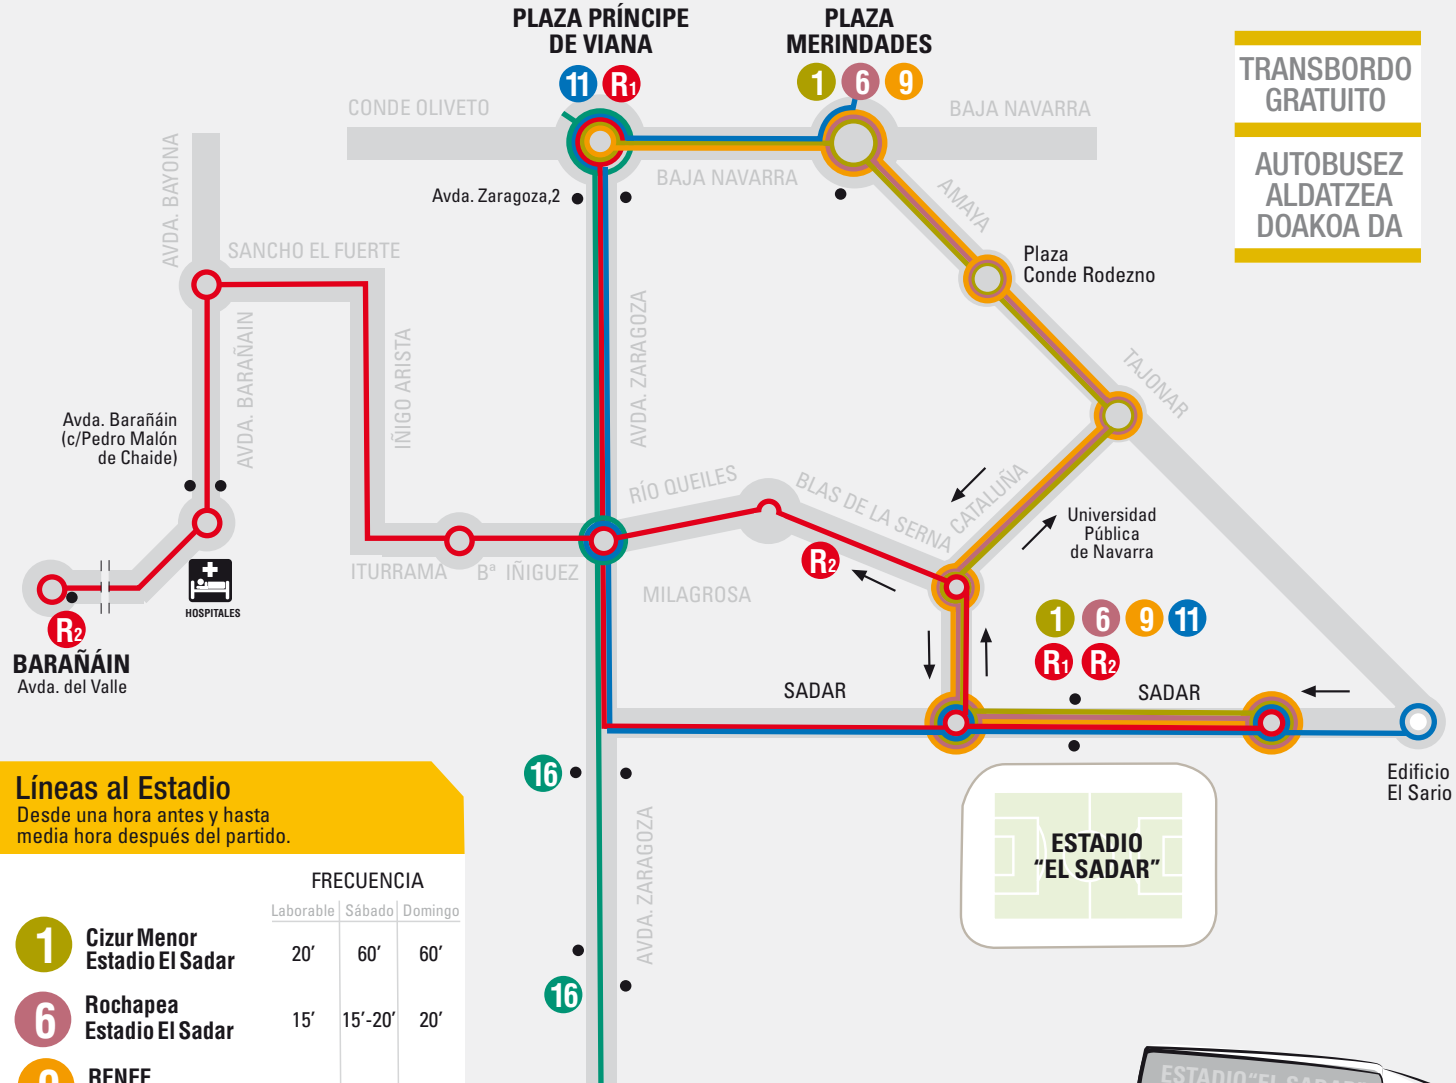 PLAZA PRÍNCIPE
DE VIANA
11 R1
PLAZA
MERINDADES
1 6 9
TRANSBORDO
GRATUITO
AUTOBUSEZ
ALDATZEA
DOAKOA DA
CONDE OLIVETO
BAJA NAVARRA
BAJA NAVARRA
AVDA. BAYONA
Avda. Zaragoza,2
AMAYA
SANCHO EL FUERTE
Plaza
Conde Rodezno
AVDA. BARAÑAIN
IÑIGO ARISTA
AVDA. ZARAGOZA
TAJONAR
Avda. Barañáin
(c/Pedro Malón
de Chaide)
RÍO QUEILES
BLAS DE LA SERNA
CATALUÑA
Universidad
Pública
de Navarra
ITURRAMA
Bª IÑIGUEZ
R2
MILAGROSA
HOSPITALES
R2
BARAÑÁIN
Avda. del Valle
1 6 9 11
R1 R2
SADAR
SADAR
Edificio
El Sario
16
ESTADIO
“EL SADAR”
AVDA. ZARAGOZA
16
Líneas al Estadio
Desde una hora antes y hasta
media hora después del partido.
FRECUENCIA
Laborable Sábado Domingo
1 Cizur Menor
Estadio El Sadar
20’ 60’ 60’
6 Rochapea
Estadio El Sadar
15’ 15’-20’ 20’
9 RENFE
ESTADIO “EL SADAR